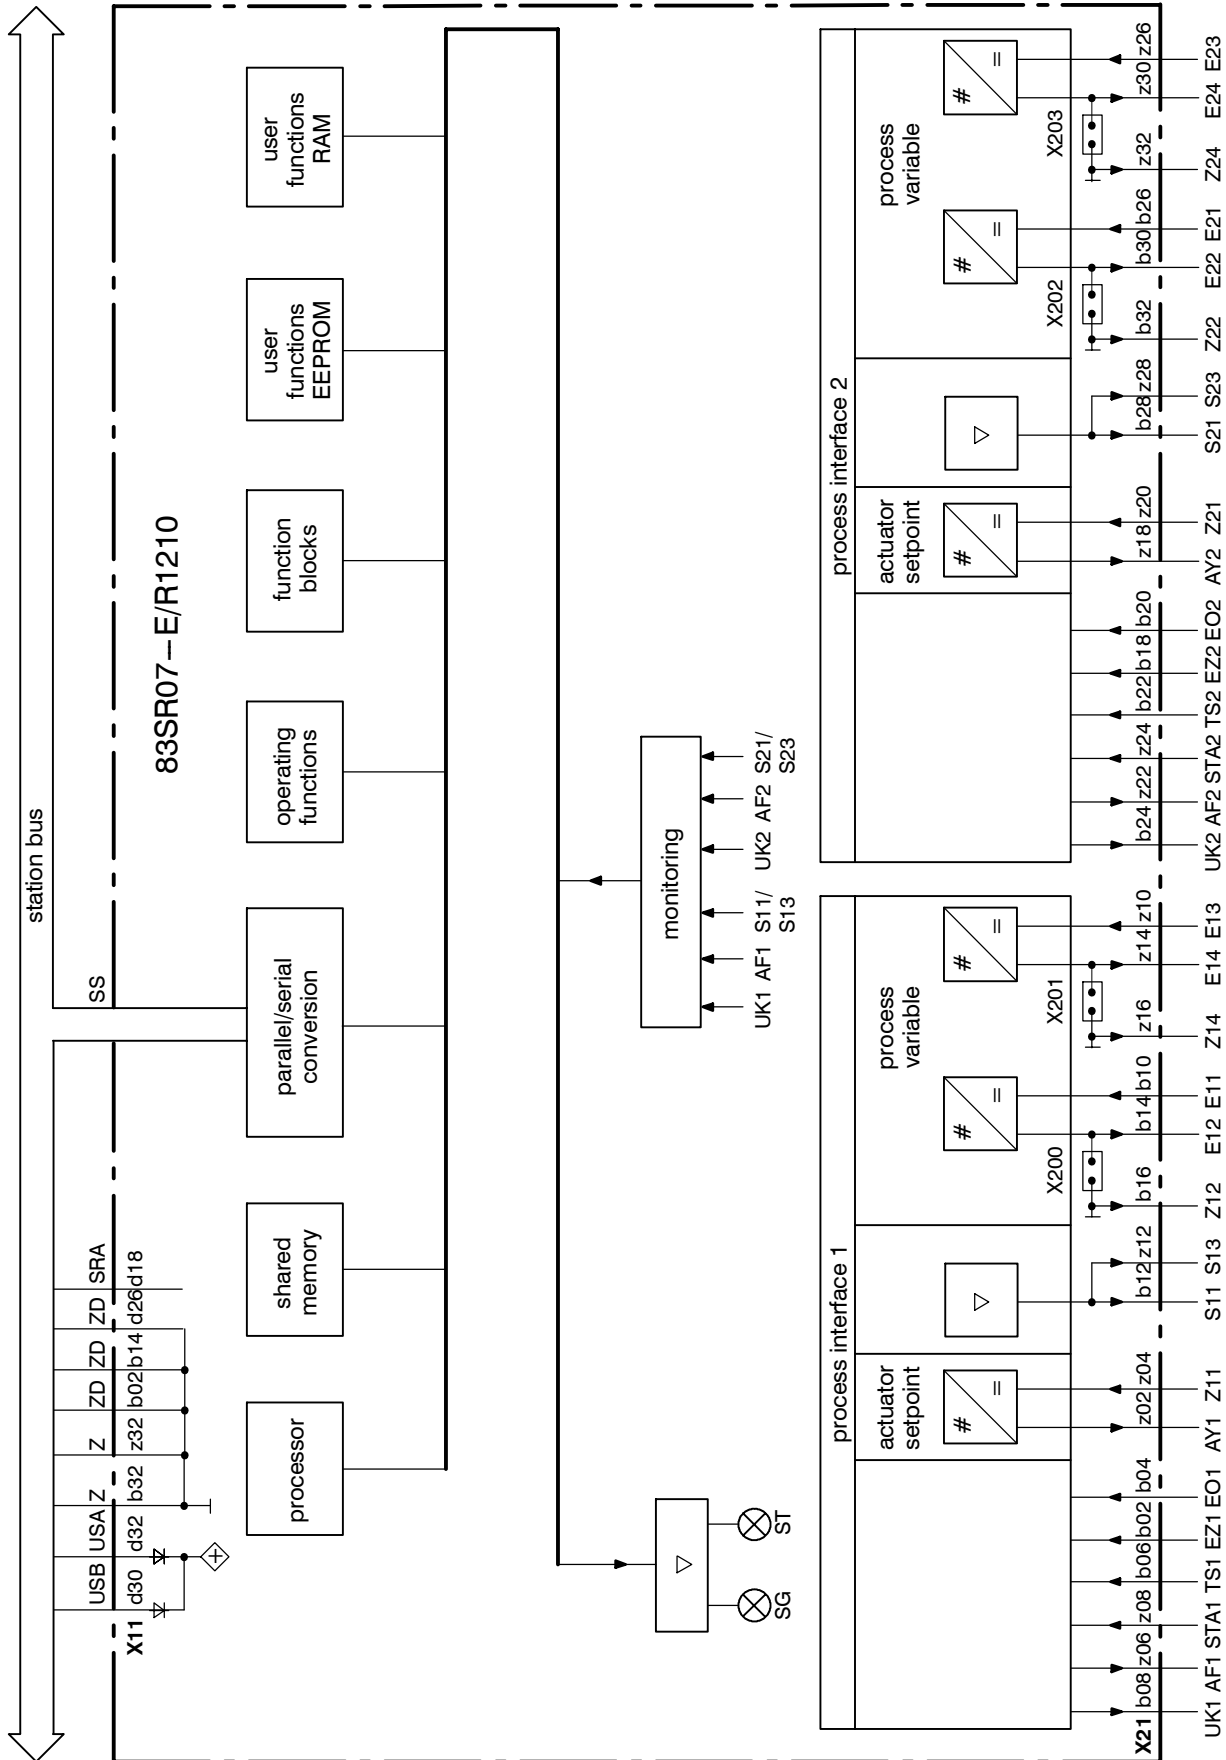 station bus
USB
USA
Z
Z
ZD
ZD
ZD
SRA
SS
X11
d30
d32
b32
z32
b02
b14
d26
d18
83SR07---E/R1210
processor
shared
memory
parallel/serial
conversion
operating
functions
function
blocks
user
functions
EEPROM
user
functions
RAM
SG
ST
monitoring
UK1
AF1
S11/
S13
UK2
AF2
S21/
S23
process interface 1
actuator
setpoint
process
variable
#
=
▽
#
=
#
=
X200
X201
X21
b08
z06
z08
b06
b02
b04
z02
z04
b12
z12
b16
b14
b10
z16
z14
z10
UK1
AF1
STA1
TS1
EZ1
EO1
AY1
Z11
S11
S13
Z12
E12
E11
Z14
E14
E13
process interface 2
actuator
setpoint
process
variable
#
=
▽
#
=
#
=
X202
X203
b24
z22
z24
b22
b18
b20
z18
z20
b28
z28
b32
b30
b26
z32
z30
z26
UK2
AF2
STA2
TS2
EZ2
EO2
AY2
Z21
S21
S23
Z22
E22
E21
Z24
E24
E23